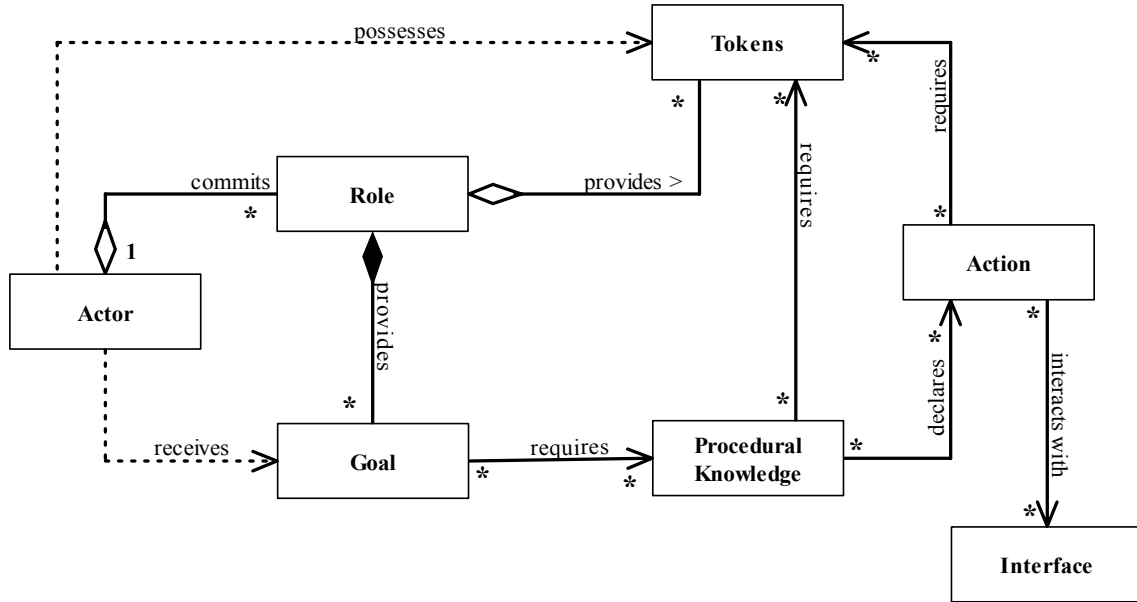 possesses
Tokens
*
*
*
requires
requires
commits
*
Role
provides >
*
Action
1
Actor
provides
*
*
*
interacts with
declares
*
*
receives
Goal
requires
*
*
Procedural
Knowledge
*
*
Interface